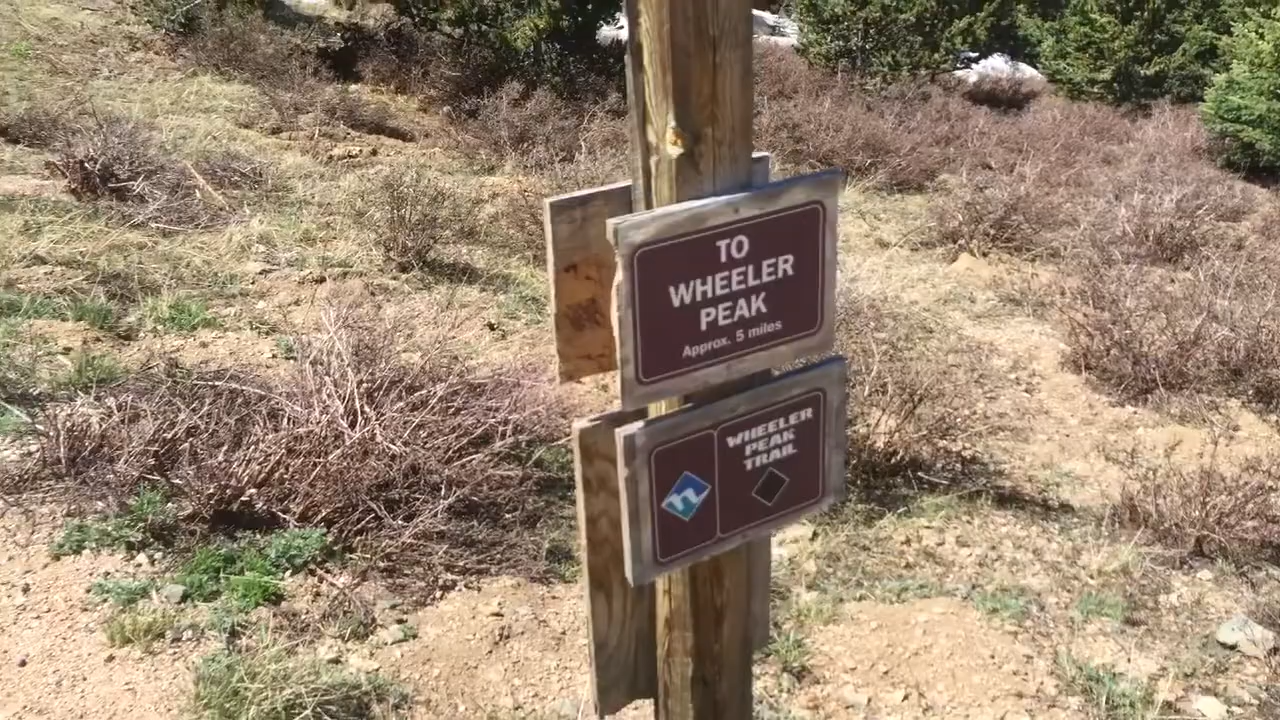 TO
WHEELER
PEAK
Approx. 5 miles
WHEELER
PEAK
TRAIL